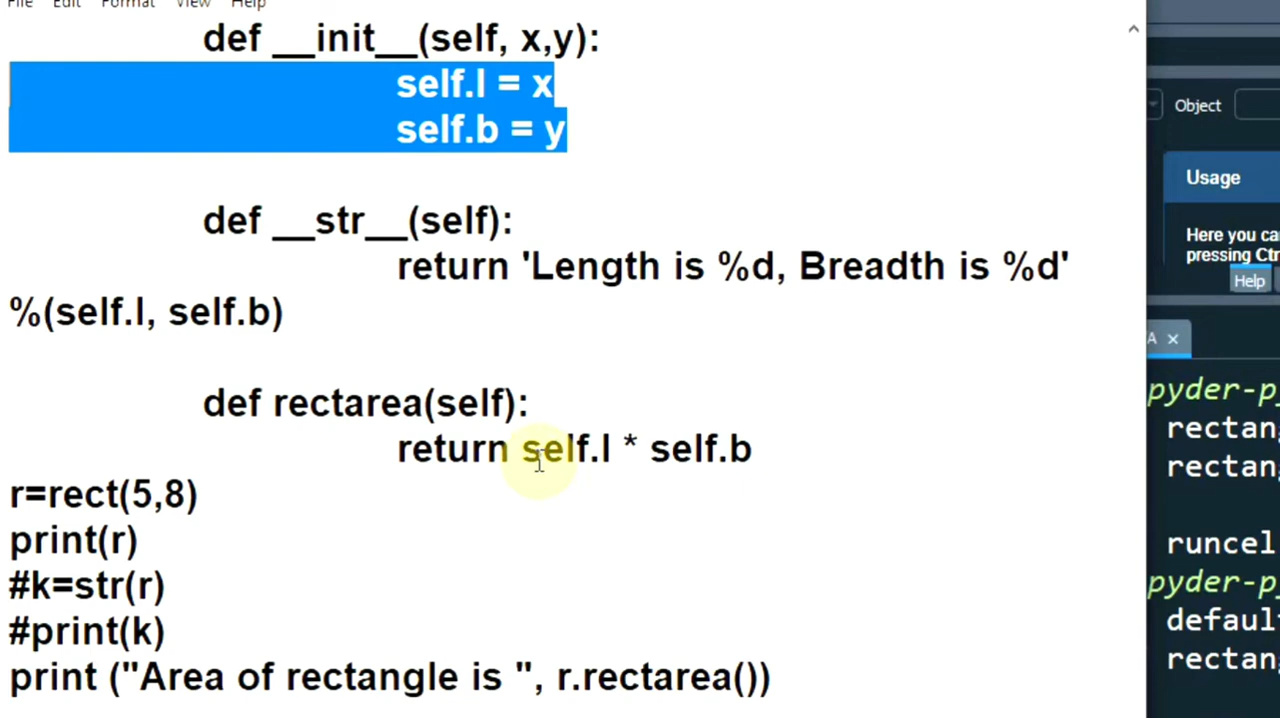 File Edit Format View Help
def __init__(self, x,y):
self.l = x
self.b = y
def __str__(self):
return 'Length is %d, Breadth is %d'
%(self.l, self.b)
def rectarea(self):
return self.l * self.b
r=rect(5,8)
print(r)
#k=str(r)
#print(k)
print ("Area of rectangle is ", r.rectarea())
Object
Usage
Here you ca
pressing Ctr
Help
A ×
pyder-p
rectan
rectan
runcel
pyder-p
defaul
rectan